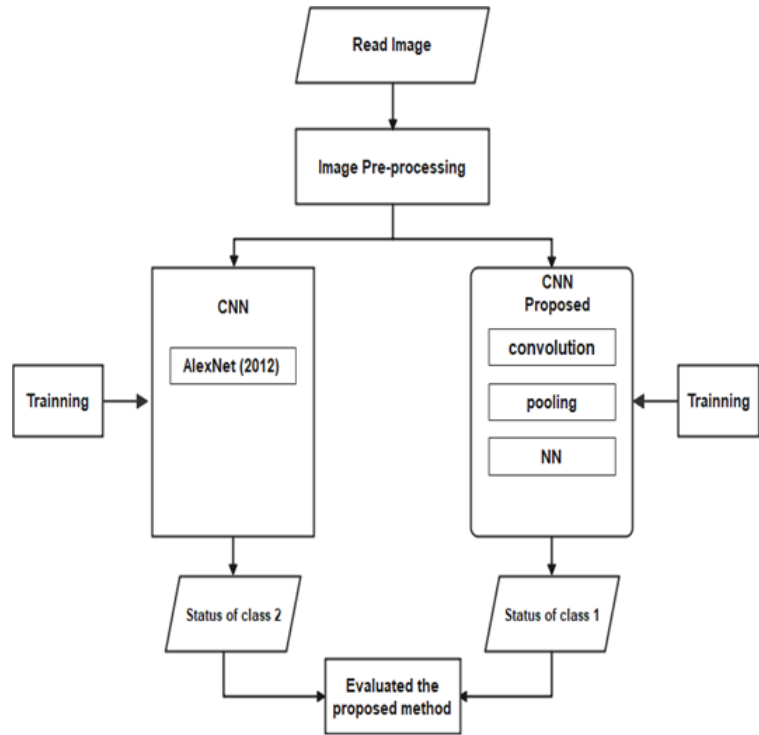 Read Image
Image Pre-processing
CNN
AlexNet (2012)
Trainning
CNN
Proposed
convolution
pooling
NN
Trainning
Status of class 2
Status of class 1
Evaluated the
proposed method